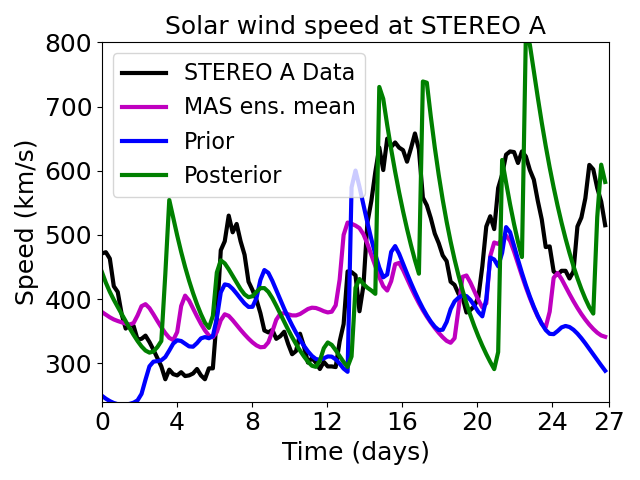 Solar wind speed at STEREO A
Speed (km/s)
800
700
600
500
400
300
STEREO A Data
MAS ens. mean
Prior
Posterior
0 4 8 12 16 20 24 27
Time (days)